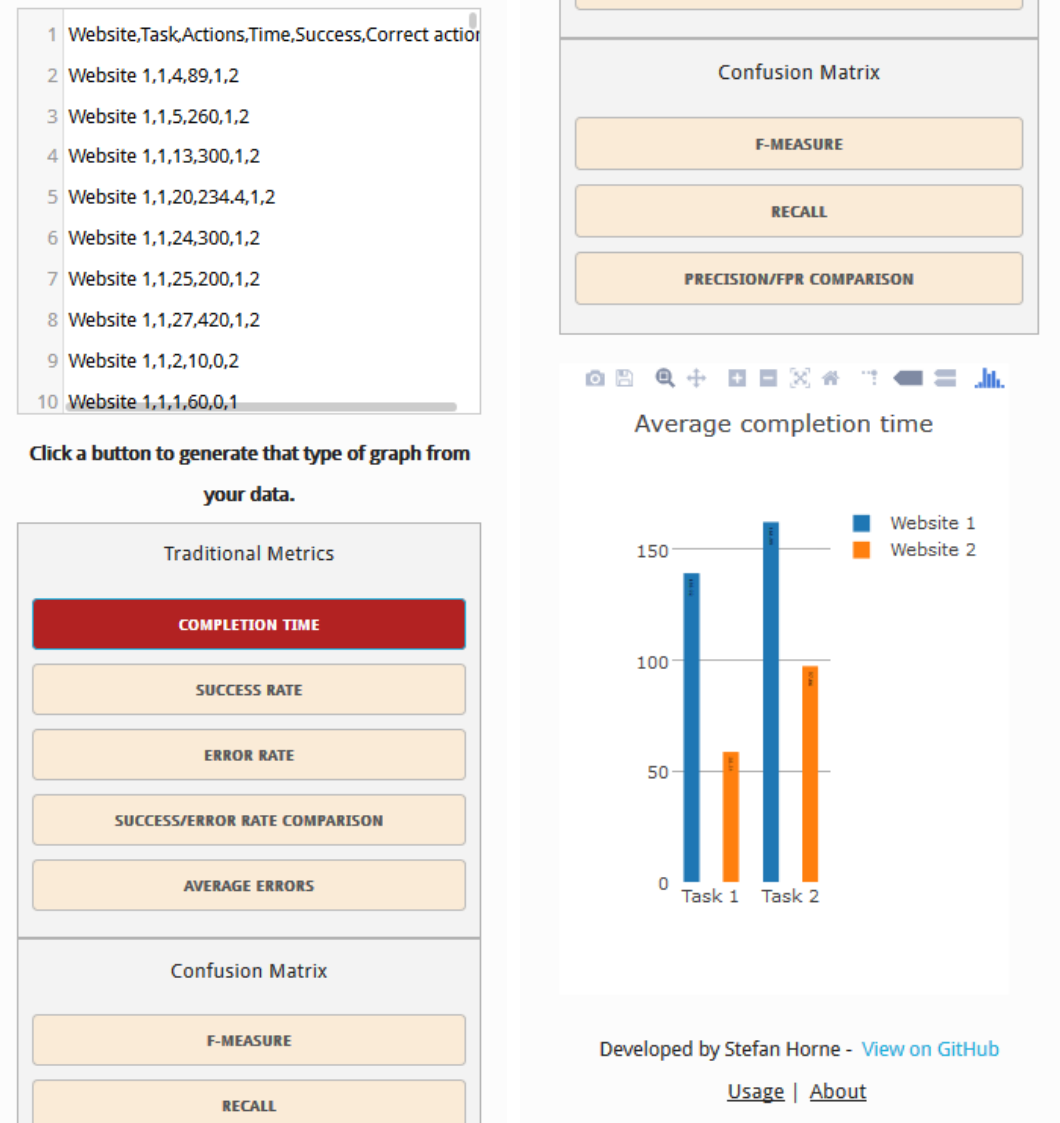 1 Website,Task,Actions,Time,Success,Correct action
2 Website 1,1,4,89,1,2
3 Website 1,1,5,260,1,2
4 Website 1,1,13,300,1,2
5 Website 1,1,20,234.4,1,2
6 Website 1,1,24,300,1,2
7 Website 1,1,25,200,1,2
8 Website 1,1,27,420,1,2
9 Website 1,1,2,10,0,2
10 Website 1,1,1,60,0,1
Click a button to generate that type of graph from
your data.
Traditional Metrics
COMPLETION TIME
SUCCESS RATE
ERROR RATE
SUCCESS/ERROR RATE COMPARISON
AVERAGE ERRORS
Confusion Matrix
F-MEASURE
RECALL
Confusion Matrix
F-MEASURE
RECALL
PRECISION/FPR COMPARISON
Average completion time
Website 1
Website 2
150
100
50
0
Task 1 Task 2
Developed by Stefan Horne - View on GitHub
Usage | About